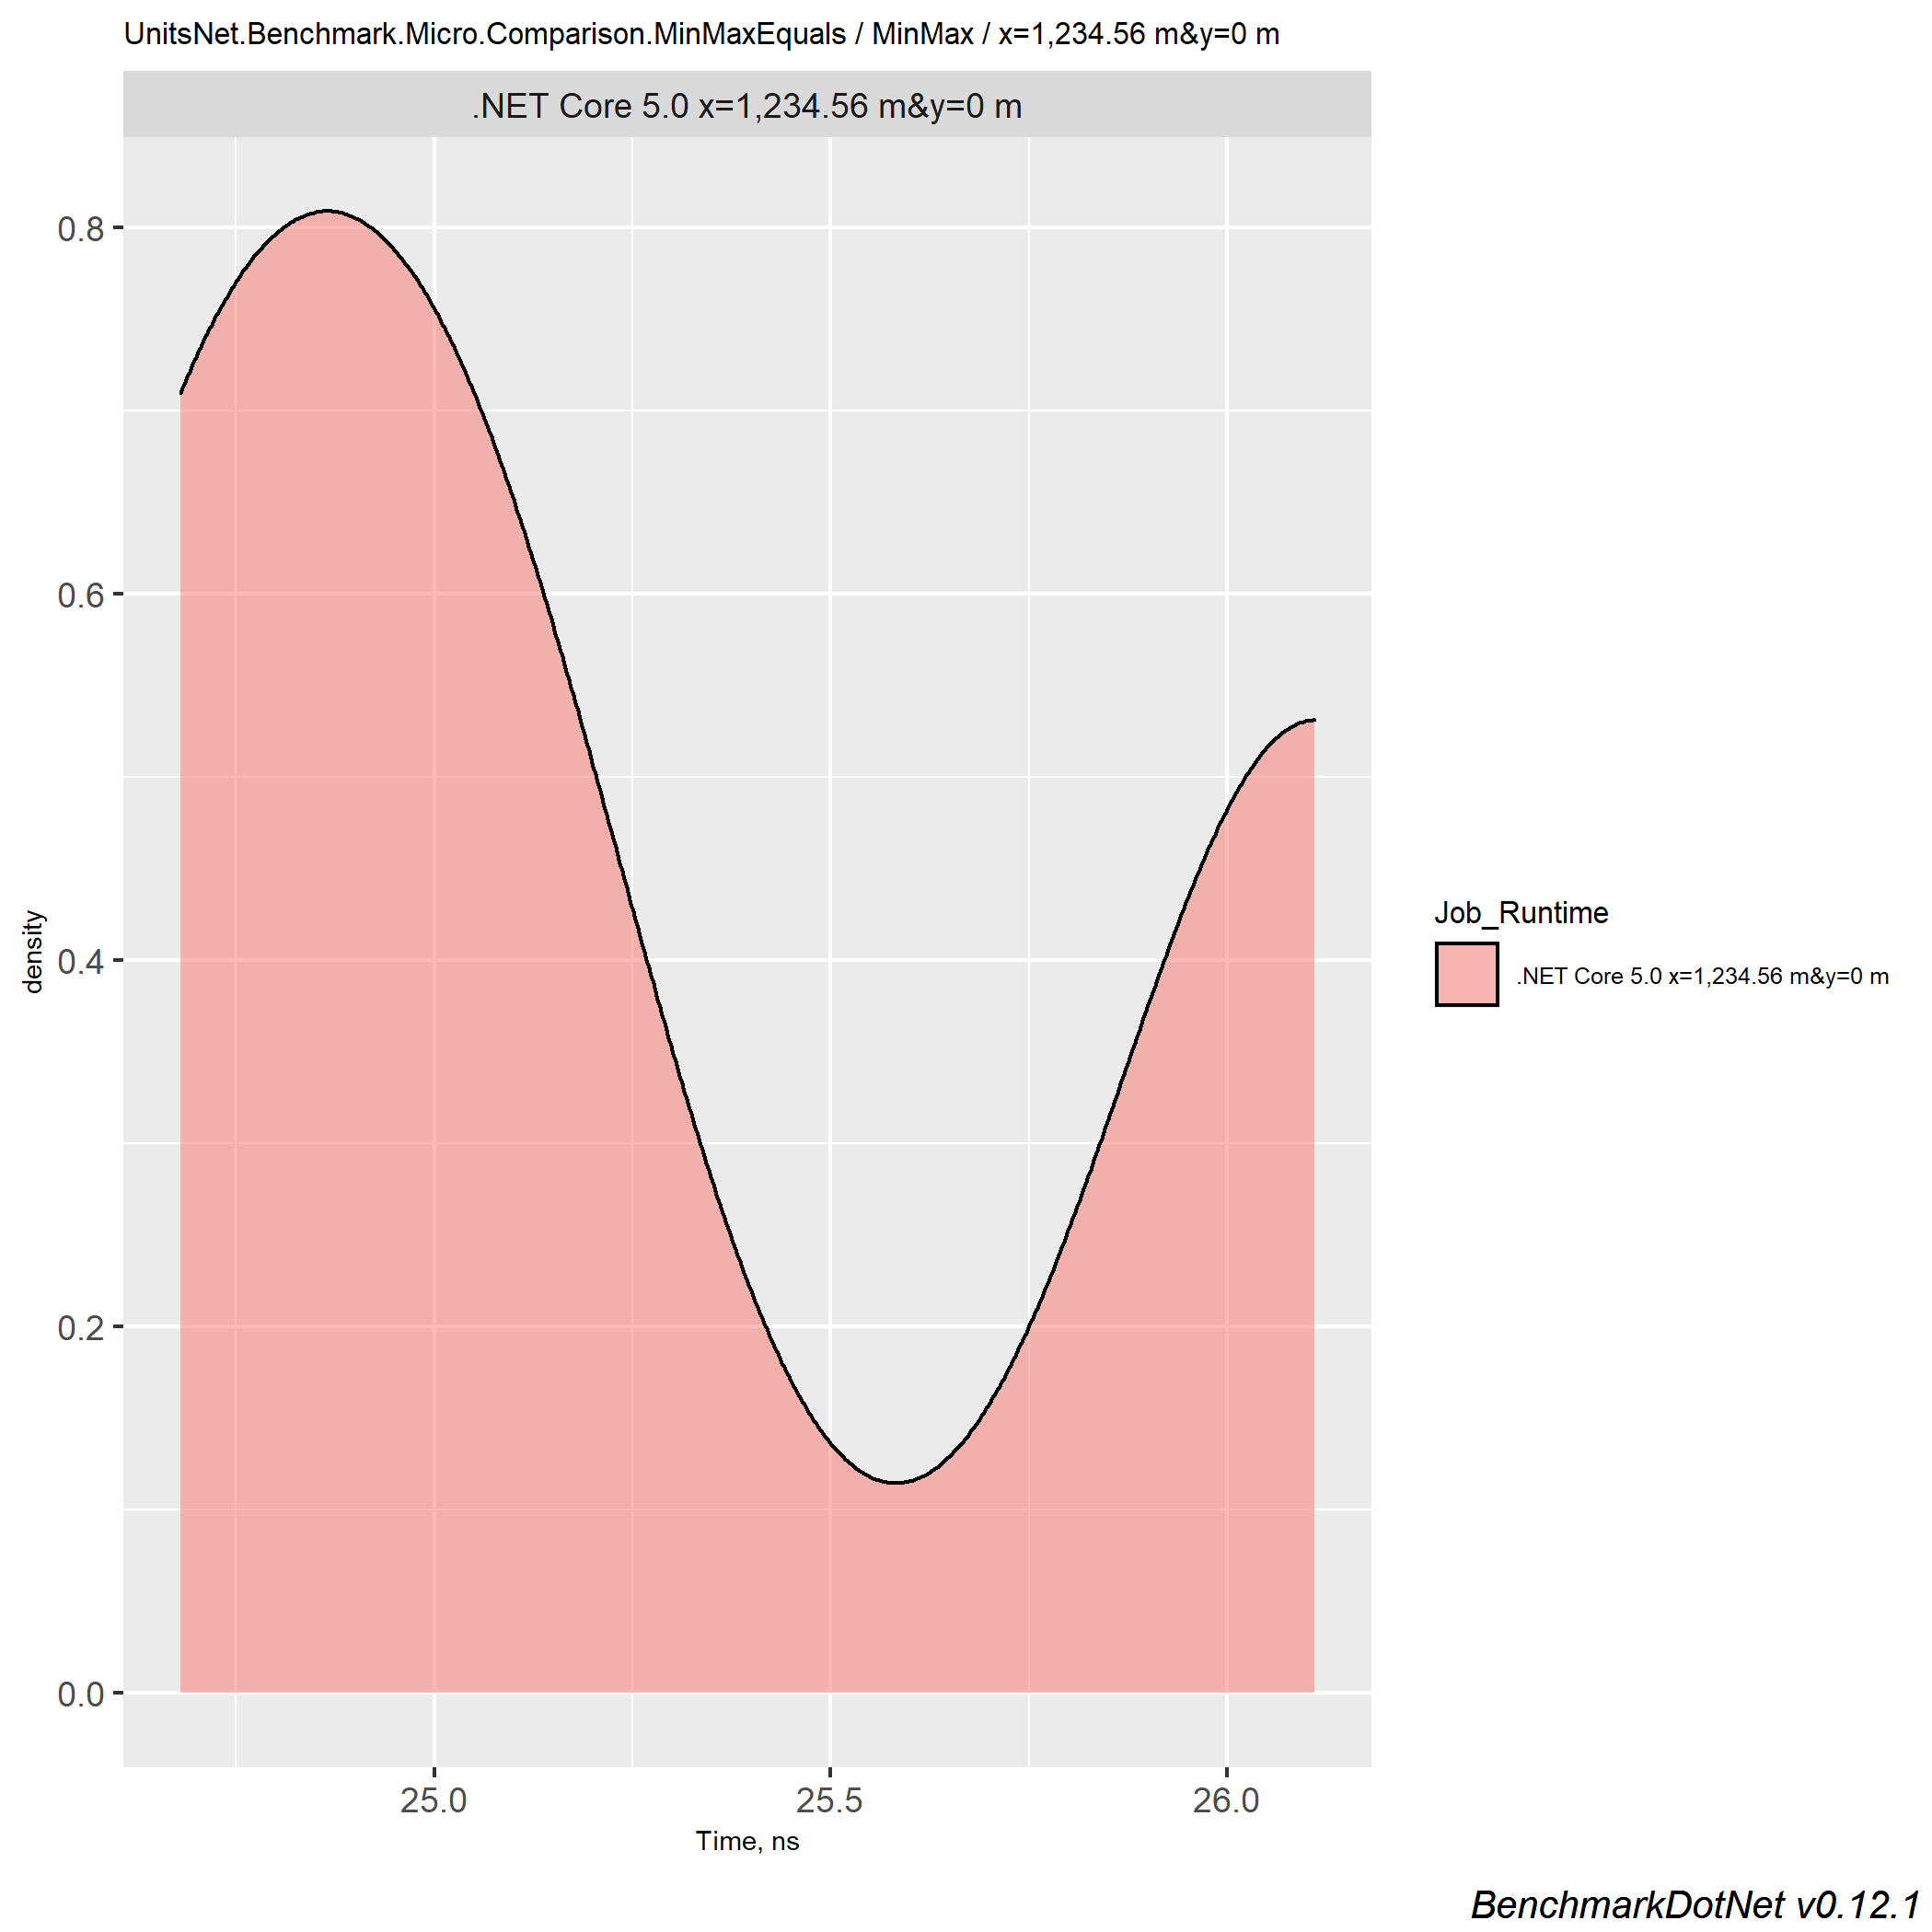 UnitsNet.Benchmark.Micro.Comparison.MinMaxEquals / MinMax / x=1,234.56 m&y=0 m
.NET Core 5.0 x=1,234.56 m&y=0 m
0.8
0.6
0.4
0.2
0.0
density
25.0 25.5 26.0
Time, ns
Job_Runtime
.NET Core 5.0 x=1,234.56 m&y=0 m
BenchmarkDotNet v0.12.1